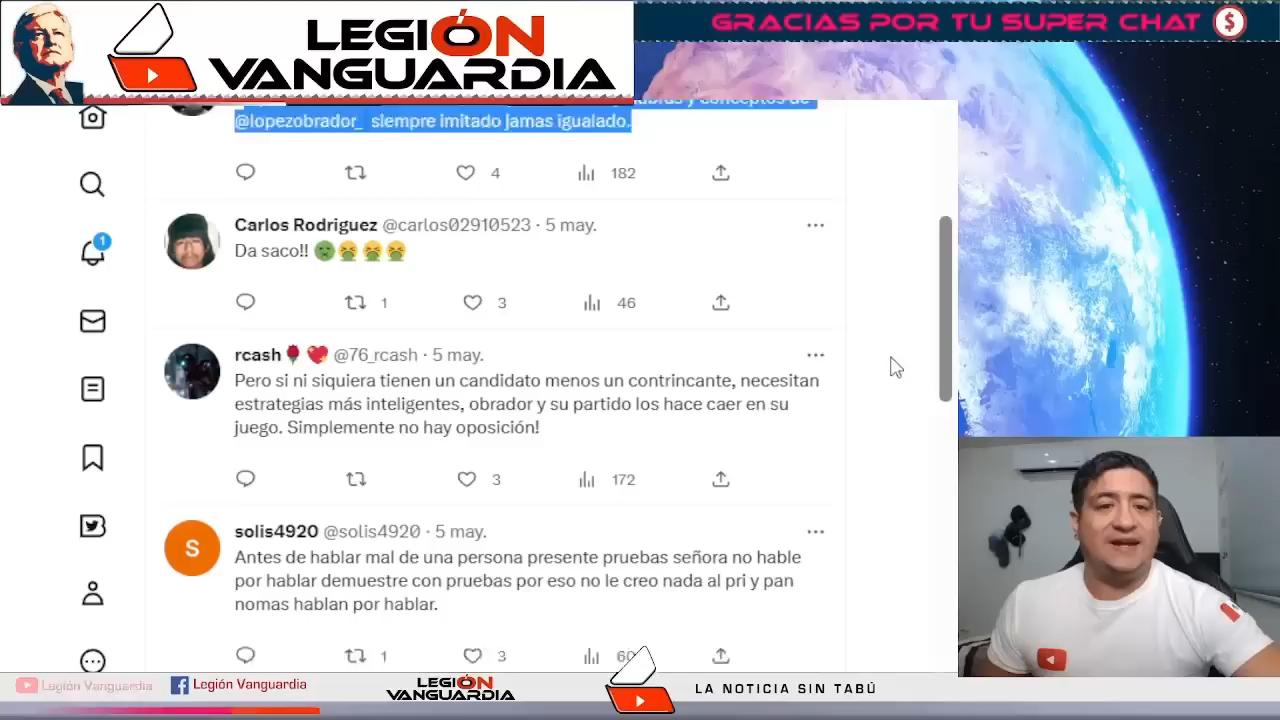 LEGIÓN
VANGUARDIA
GRACIAS POR TU SUPER CHAT $
y conceptos de
@lopezobrador_ siempre imitado jamas igualado.
4 182
Carlos Rodriguez @carlos02910523 · 5 may.
Da saco!! 🤢🤮🤮🤮
1 3 46
1
rcash🌹💖 @76_rcash · 5 may.
Pero si ni siquiera tienen un candidato menos un contrincante, necesitan
estrategias más inteligentes, obrador y su partido los hace caer en su
juego. Simplemente no hay oposición!
3 172
S
solis4920 @solis4920 · 5 may.
Antes de hablar mal de una persona presente pruebas señora no hable
por hablar demuestre con pruebas por eso no le creo nada al pri y pan
nomas hablan por hablar.
1 3
Legión Vanguardia
Legión Vanguardia
LEGIÓN
VANGUARDIA
LA NOTICIA SIN TABÚ